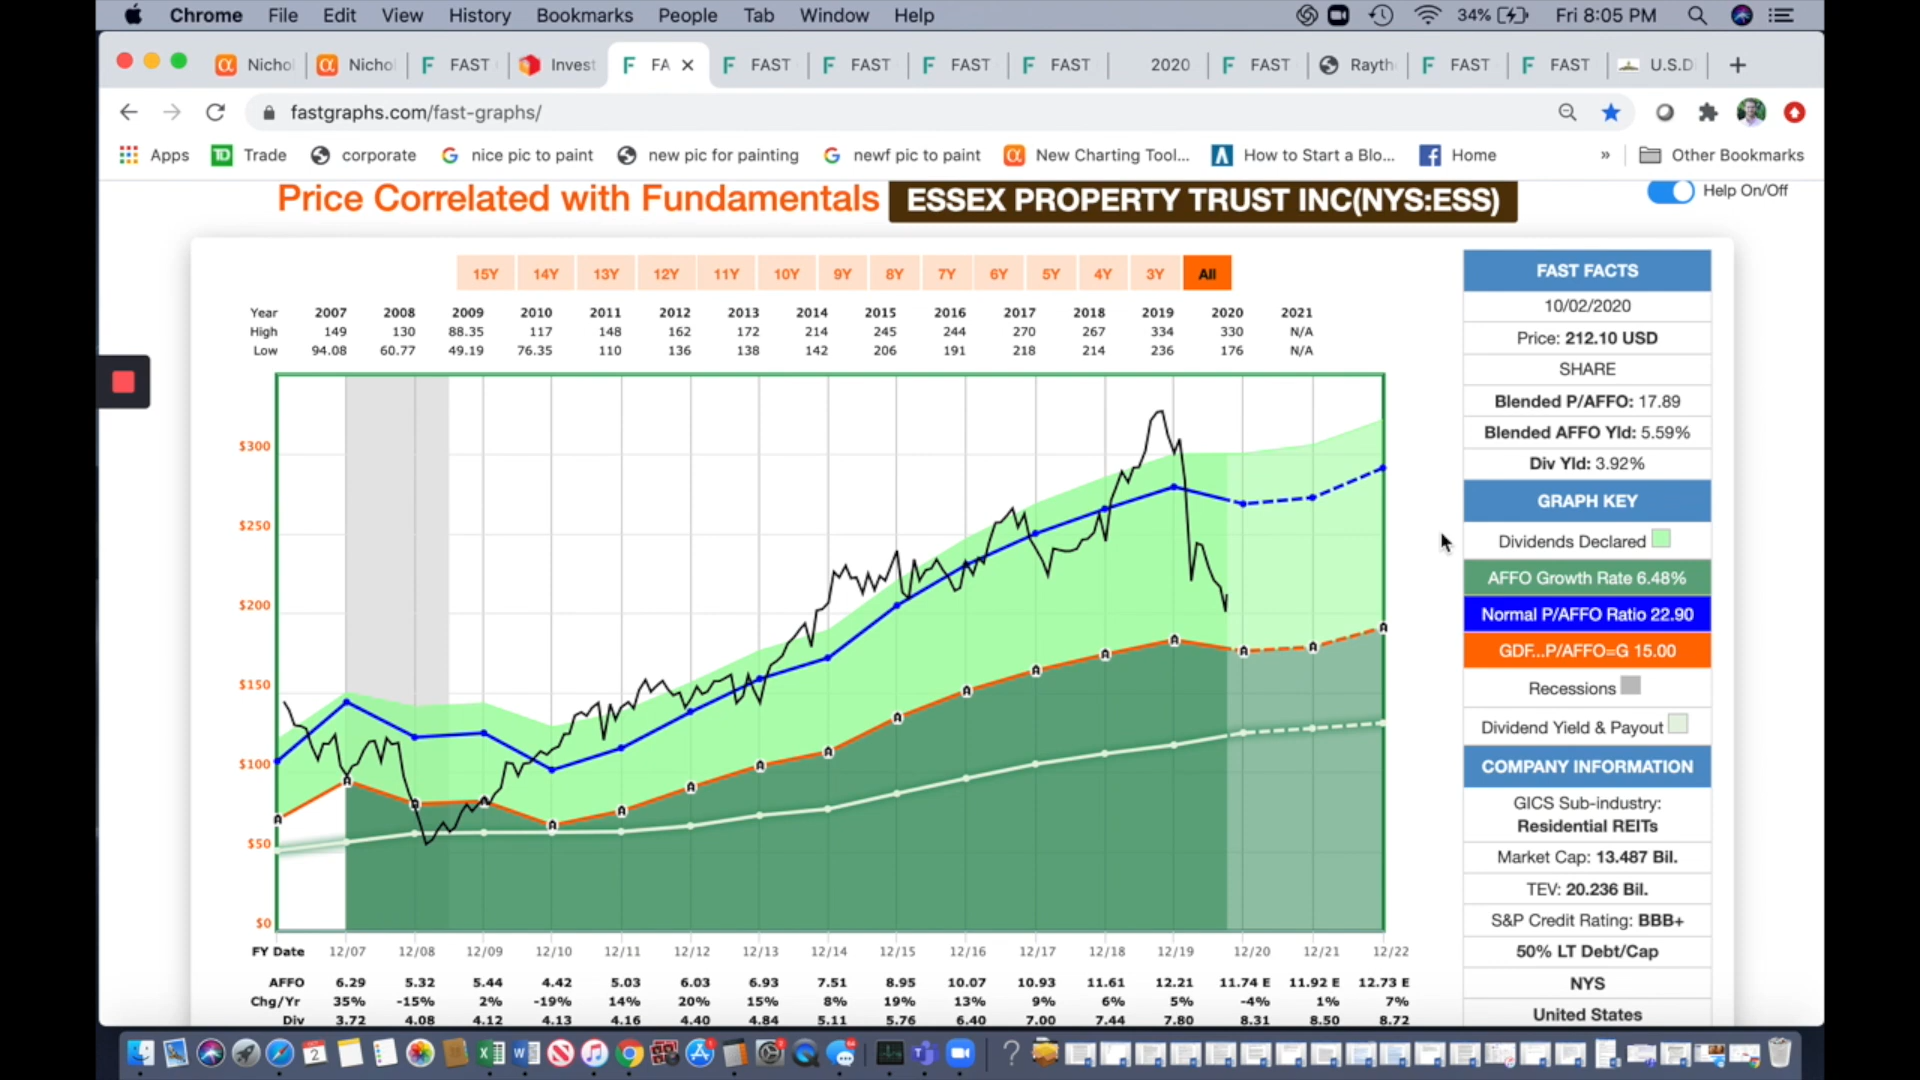 Chrome File Edit View History Bookmarks People Tab Window Help 34% Fri 8:05 PM
Nicho Nicho FAST Invest FA FAST FAST FAST FAST 2020 FAST Rayth FAST FAST U.S.D
fastgraphs.com/fast-graphs/
Apps Trade corporate nice pic to paint new pic for painting newf pic to paint New Charting Tool... How to Start a Blo... Home » Other Bookmarks
Price Correlated with Fundamentals ESSEX PROPERTY TRUST INC(NYS:ESS) Help On/Off
15Y 14Y 13Y 12Y 11Y 10Y 9Y 8Y 7Y 6Y 5Y 4Y 3Y All
Year 2007 2008 2009 2010 2011 2012 2013 2014 2015 2016 2017 2018 2019 2020 2021
High 149 130 88.35 117 148 162 172 214 245 244 270 267 334 330 N/A
Low 94.08 60.77 49.19 76.35 110 136 138 142 206 191 218 214 236 176 N/A
$300
$250
$200
$150
$100
$50
$0
FY Date 12/07 12/08 12/09 12/10 12/11 12/12 12/13 12/14 12/15 12/16 12/17 12/18 12/19 12/20 12/21 12/22
AFFO 6.29 5.32 5.44 4.42 5.03 6.03 6.93 7.51 8.95 10.07 10.93 11.61 12.21 11.74 E 11.92 E 12.73 E
Chg/Yr 35% -15% 2% -19% 14% 20% 15% 8% 19% 13% 9% 6% 5% -4% 1% 7%
Div 3.72 4.08 4.12 4.13 4.16 4.40 4.84 5.11 5.76 6.40 7.00 7.44 7.80 8.31 8.50 8.72
FAST FACTS
10/02/2020
Price: 212.10 USD
SHARE
Blended P/AFFO: 17.89
Blended AFFO Yld: 5.59%
Div Yld: 3.92%
GRAPH KEY
Dividends Declared
AFFO Growth Rate 6.48%
Normal P/AFFO Ratio 22.90
GDF...P/AFFO=G 15.00
Recessions
Dividend Yield & Payout
COMPANY INFORMATION
GICS Sub-industry:
Residential REITs
Market Cap: 13.487 Bil.
TEV: 20.236 Bil.
S&P Credit Rating: BBB+
50% LT Debt/Cap
NYS
United States